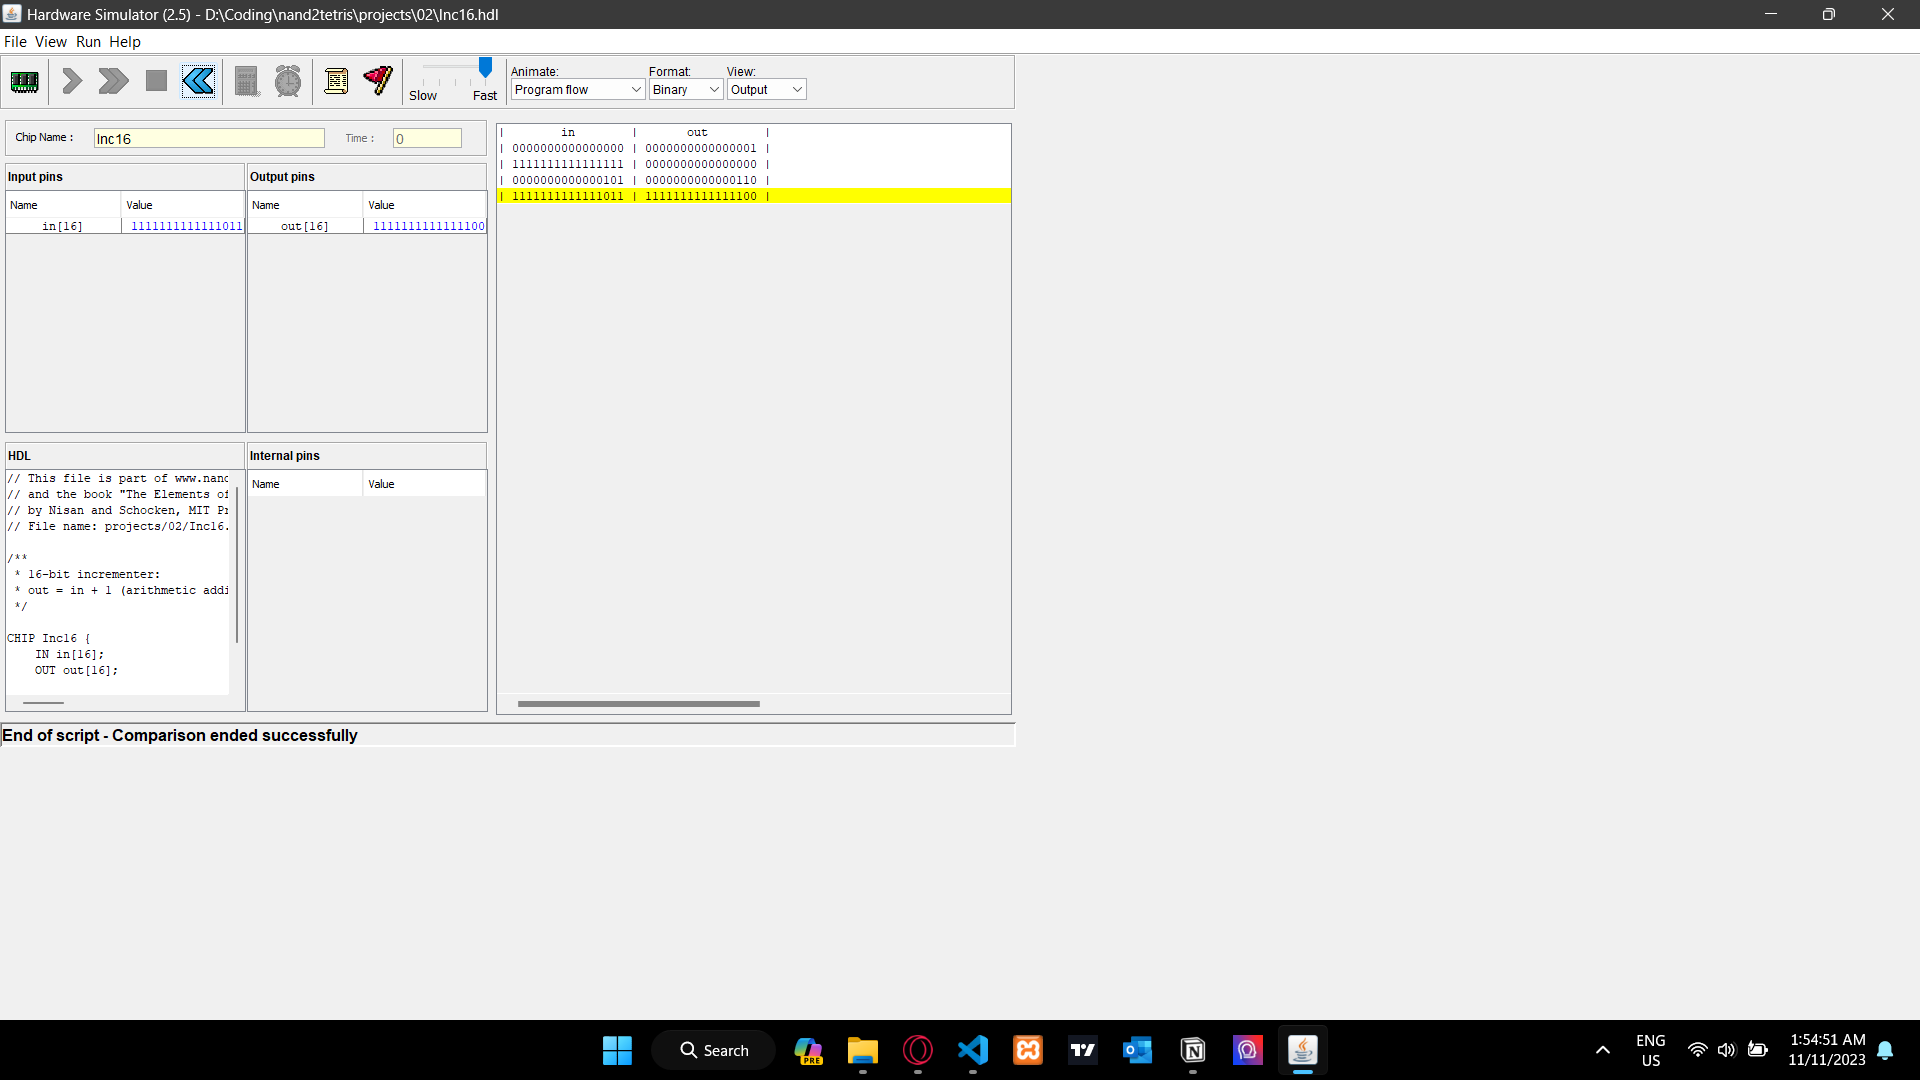 Hardware Simulator (2.5) - D:\Coding\nand2tetris\projects\02\Inc16.hdl
File View Run Help
Slow Fast
Animate: Format: View:
Program flow Binary Output
Chip Name : Inc16 Time : 0
Input pins
Name Value
in[16] 1111111111111011
Output pins
Name Value
out[16] 1111111111111100
| in | out |
| 0000000000000000 | 0000000000000001 |
| 1111111111111111 | 0000000000000000 |
| 0000000000000101 | 0000000000000110 |
| 1111111111111011 | 1111111111111100 |
HDL
// This file is part of www.nand
// and the book "The Elements of
// by Nisan and Schocken, MIT Pr
// File name: projects/02/Inc16.
/**
* 16-bit incrementer:
* out = in + 1 (arithmetic addi
*/
CHIP Inc16 {
IN in[16];
OUT out[16];
Internal pins
Name Value
End of script - Comparison ended successfully
Search
PRE
ENG
US
1:54:51 AM
11/11/2023